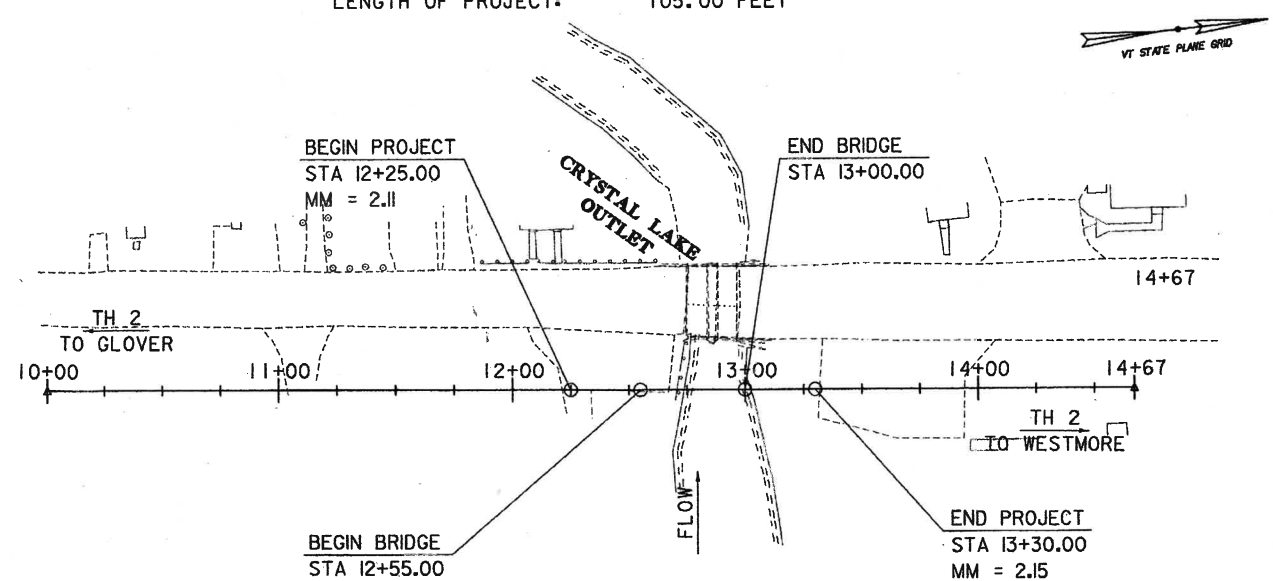 LENGTH OF PROJECT: 105.00 FEET
VT STATE PLANE GRID
BEGIN PROJECT
STA 12+25.00
MM = 2.11
END BRIDGE
STA 13+00.00
CRYSTAL LAKE
OUTLET
14+67
TH 2
TO GLOVER
10+00
11+00
12+00
13+00
14+00
14+67
TH 2
TO WESTMORE
FLOW
BEGIN BRIDGE
STA 12+55.00
END PROJECT
STA 13+30.00
MM = 2.15